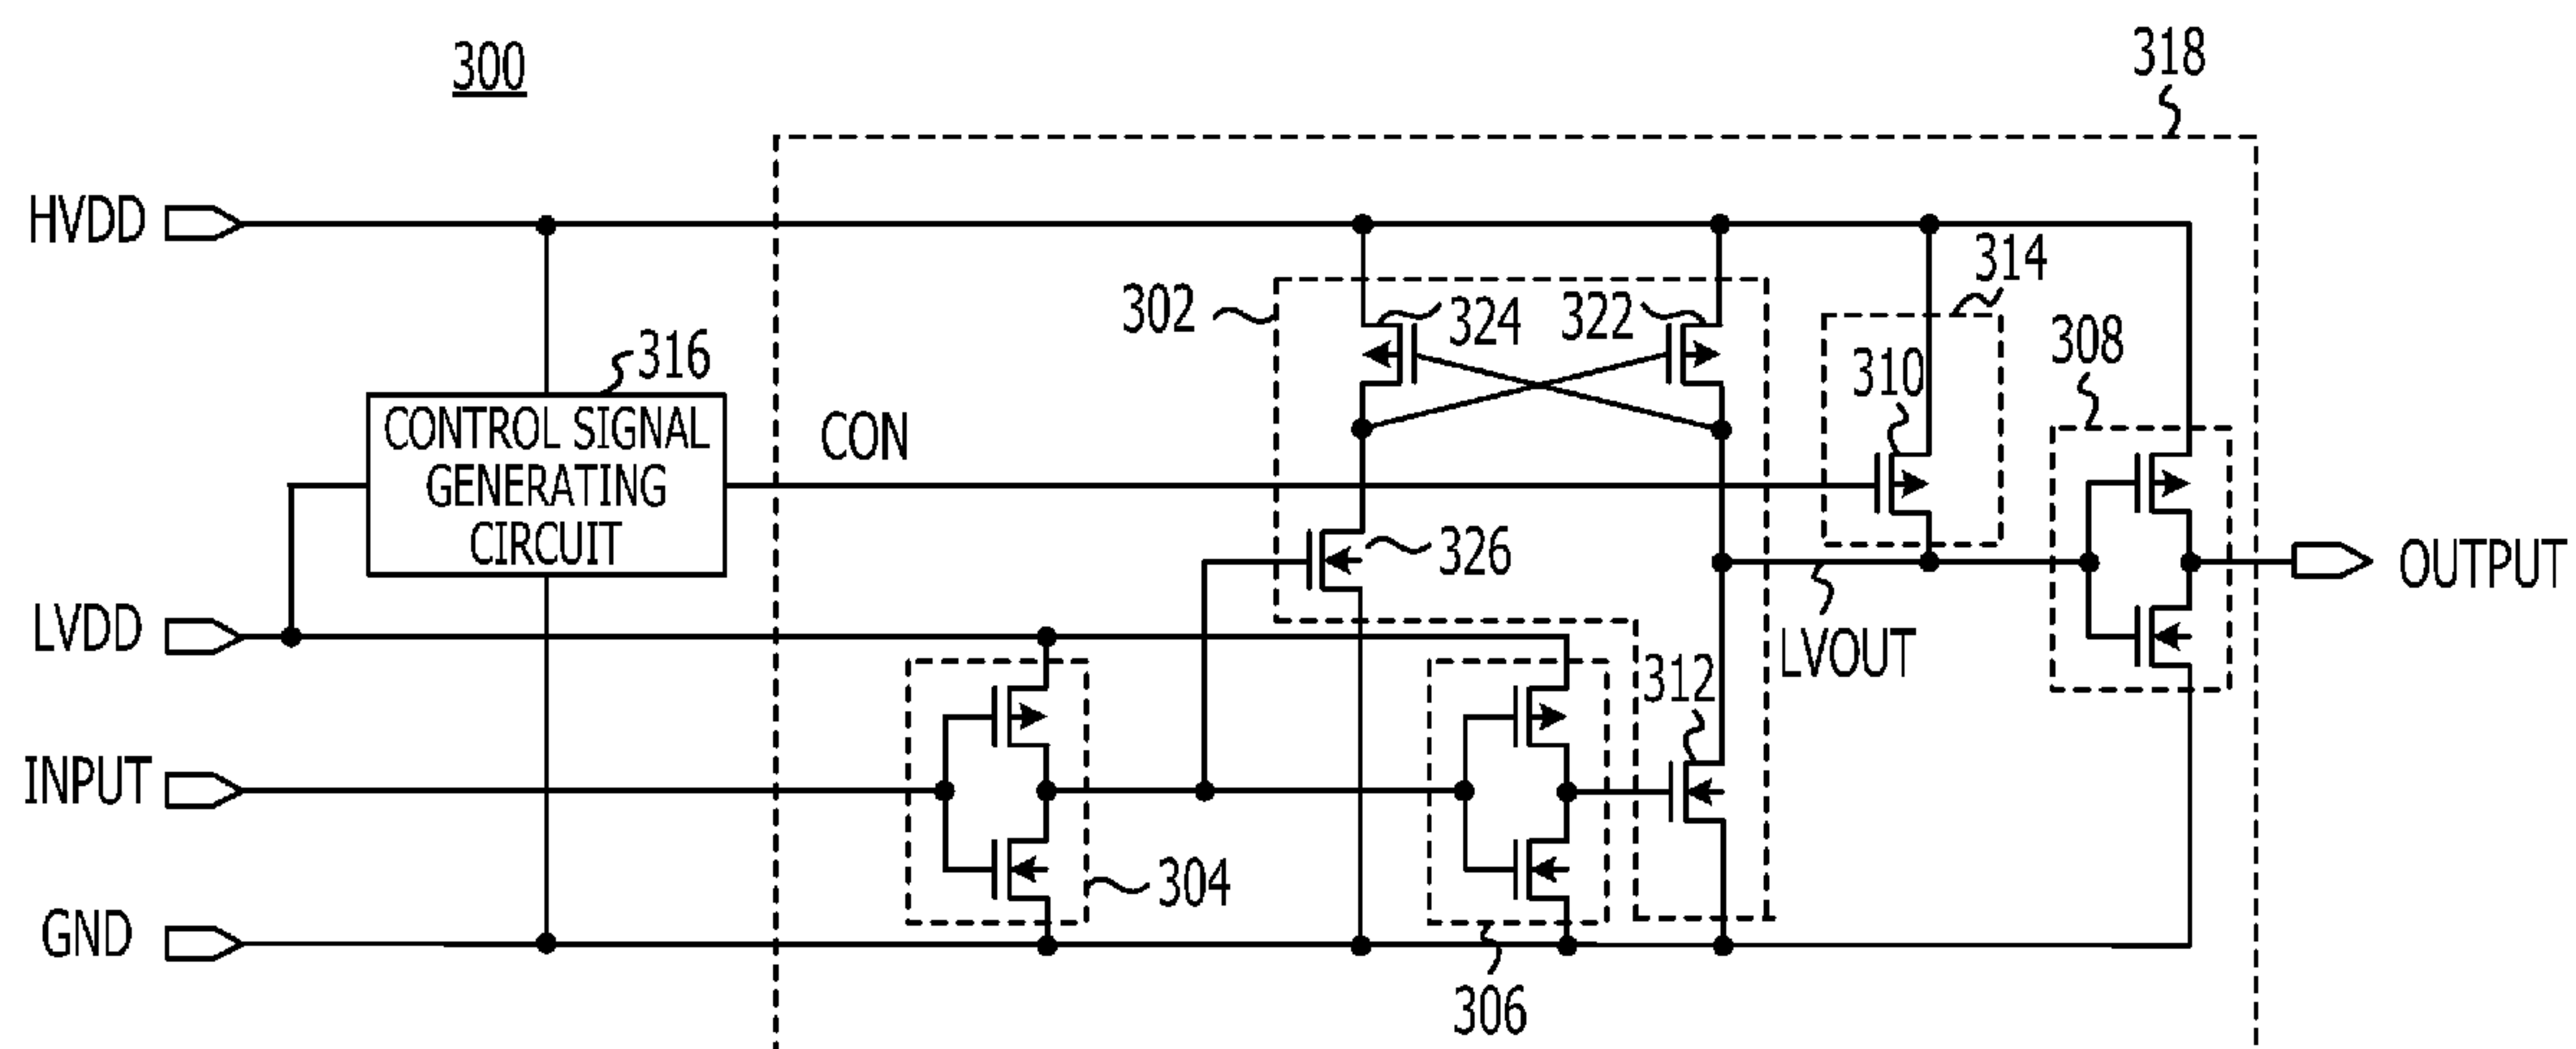 300
318
HVDD
314
302
324
322
308
316
310
CONTROL SIGNAL
GENERATING
CIRCUIT
CON
326
OUTPUT
LVDD
LVOUT
312
INPUT
304
GND
306